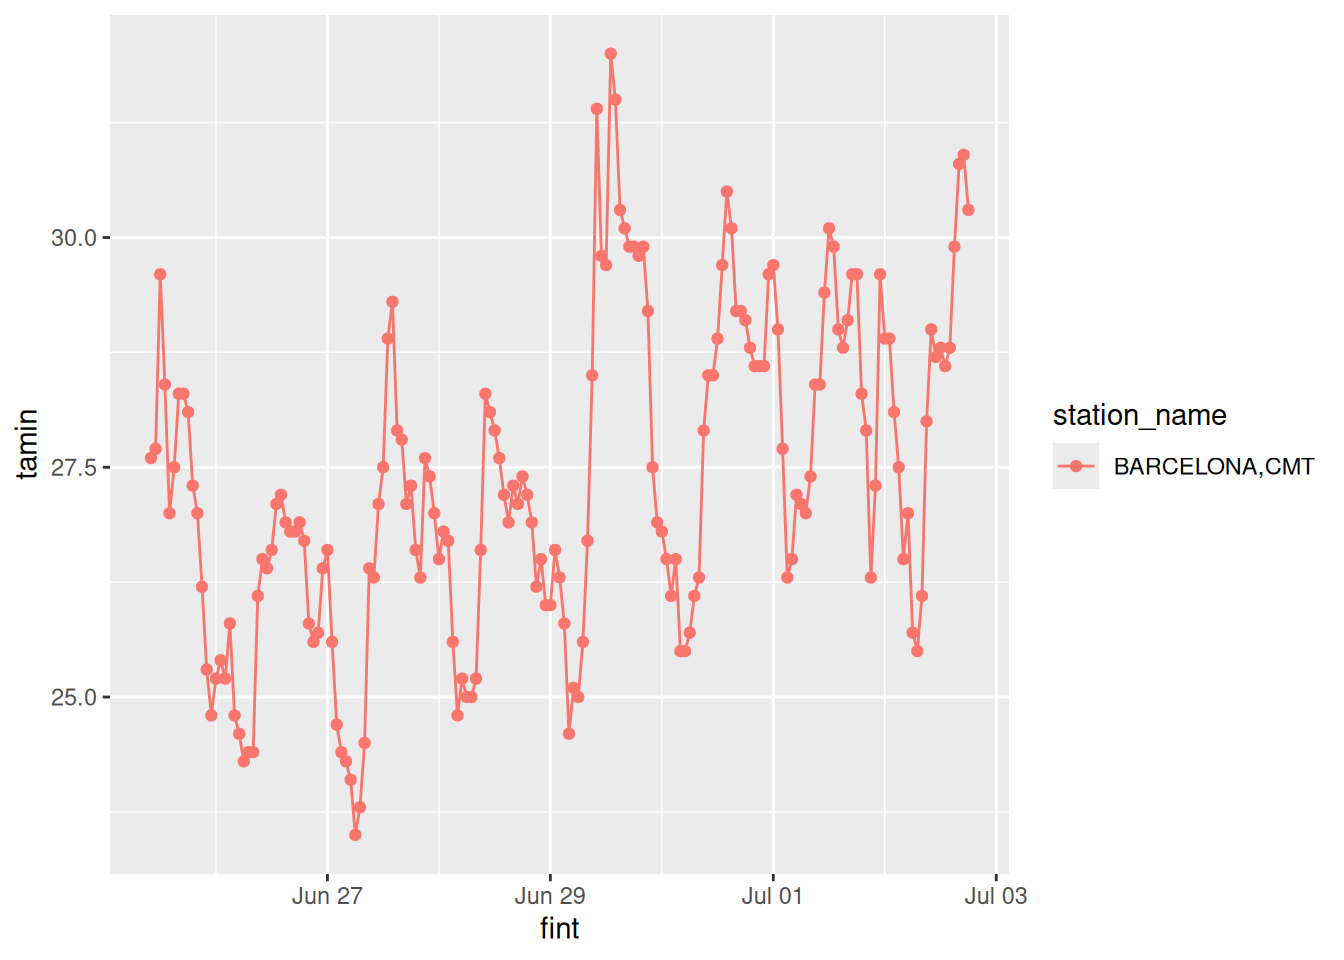 30.0
27.5
25.0
tamin
Jun 27
Jun 29
Jul 01
Jul 03
fint
station_name
BARCELONA,CMT